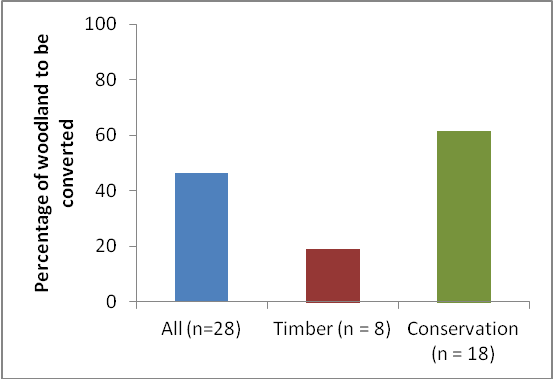 Percentage of woodland to be
converted
100
80
60
40
20
0
All (n=28)
Timber (n = 8)
Conservation
(n = 18)